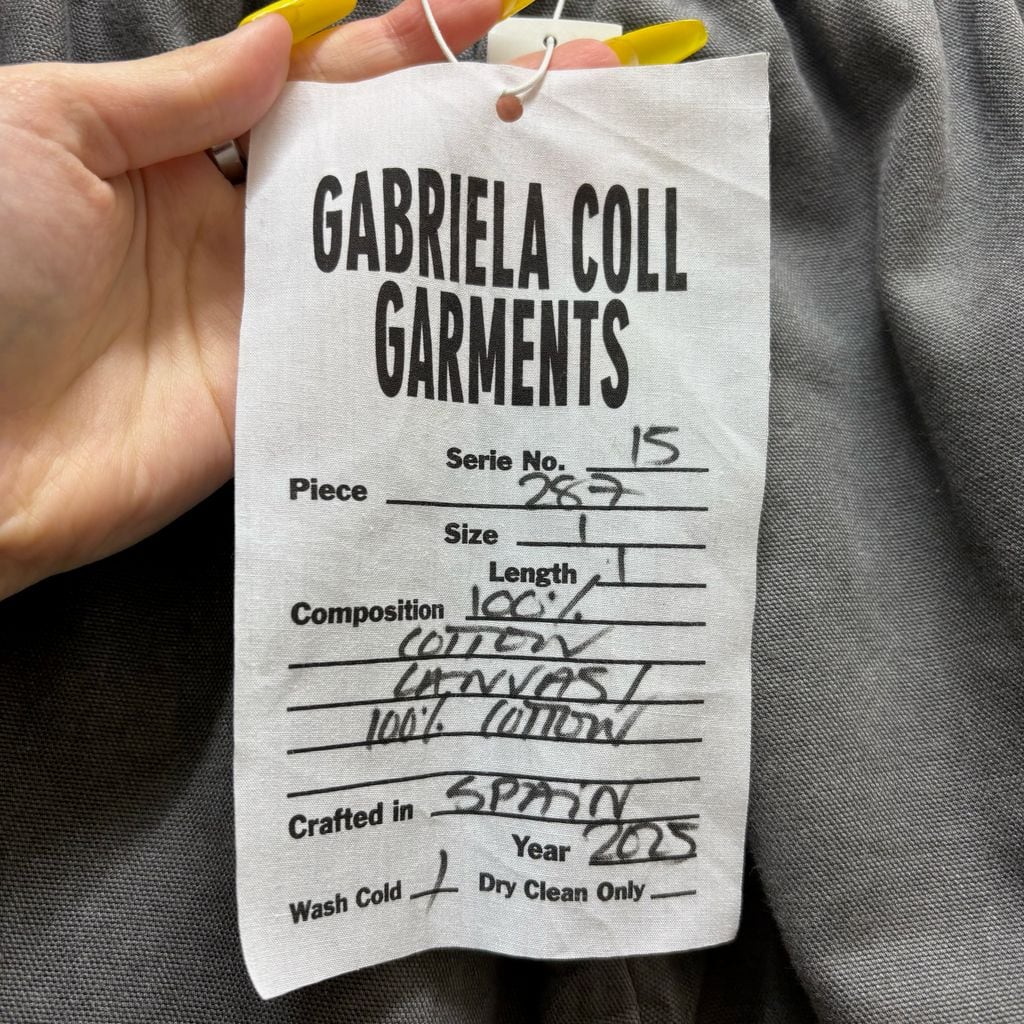 GABRIELA COLL
GARMENTS
Serie No. 15
Piece 287
Size 1
Length 1
Composition 100%
COTTON
CANVAS/
100% COTTON
Crafted in SPAIN
Year 2025
Wash Cold / Dry Clean Only